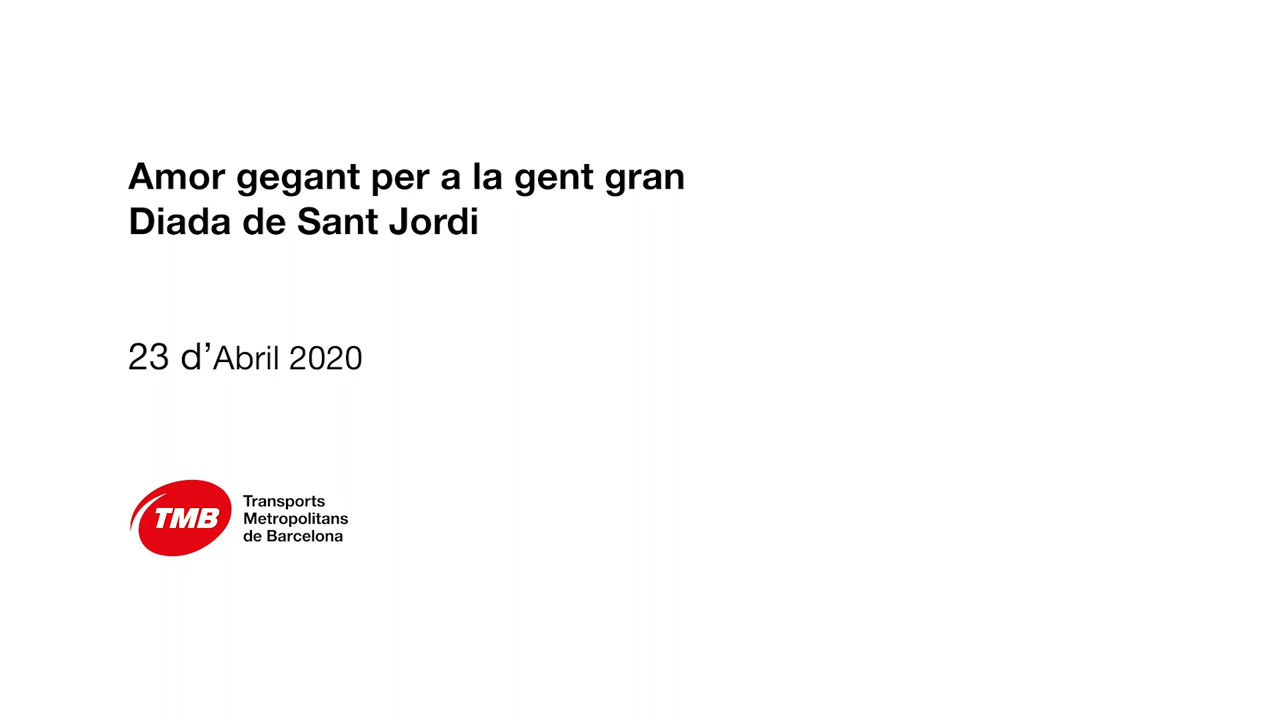 Amor gegant per a la gent gran
Diada de Sant Jordi
23 d’Abril 2020
TMB
Transports
Metropolitans
de Barcelona